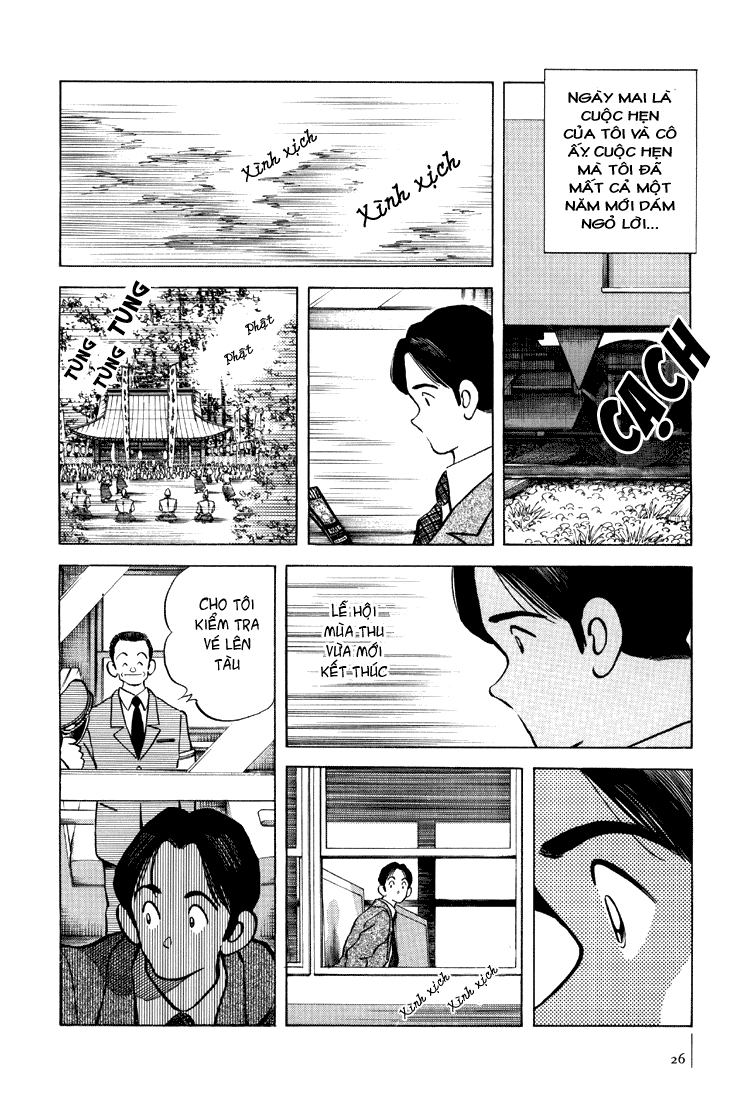 NGÀY MAI LÀ
CUỘC HẸN
CỦA TÔI VÀ CÔ
ẤY. CUỘC HẸN
MÀ TÔI ĐÃ
MẤT CẢ MỘT
NĂM MỚI DÁM
NGỎ LỜI...
Xình xịch
Xình xịch
CẠCH
TÙNG
TÙNG
TÙNG
TÙNG
Phật
Phật
LỄ HỘI
MÙA THU
VỪA MỚI
KẾT THÚC
CHO TÔI
KIỂM TRA
VÉ LÊN
TÀU
Xình xịch
Xình xịch
26